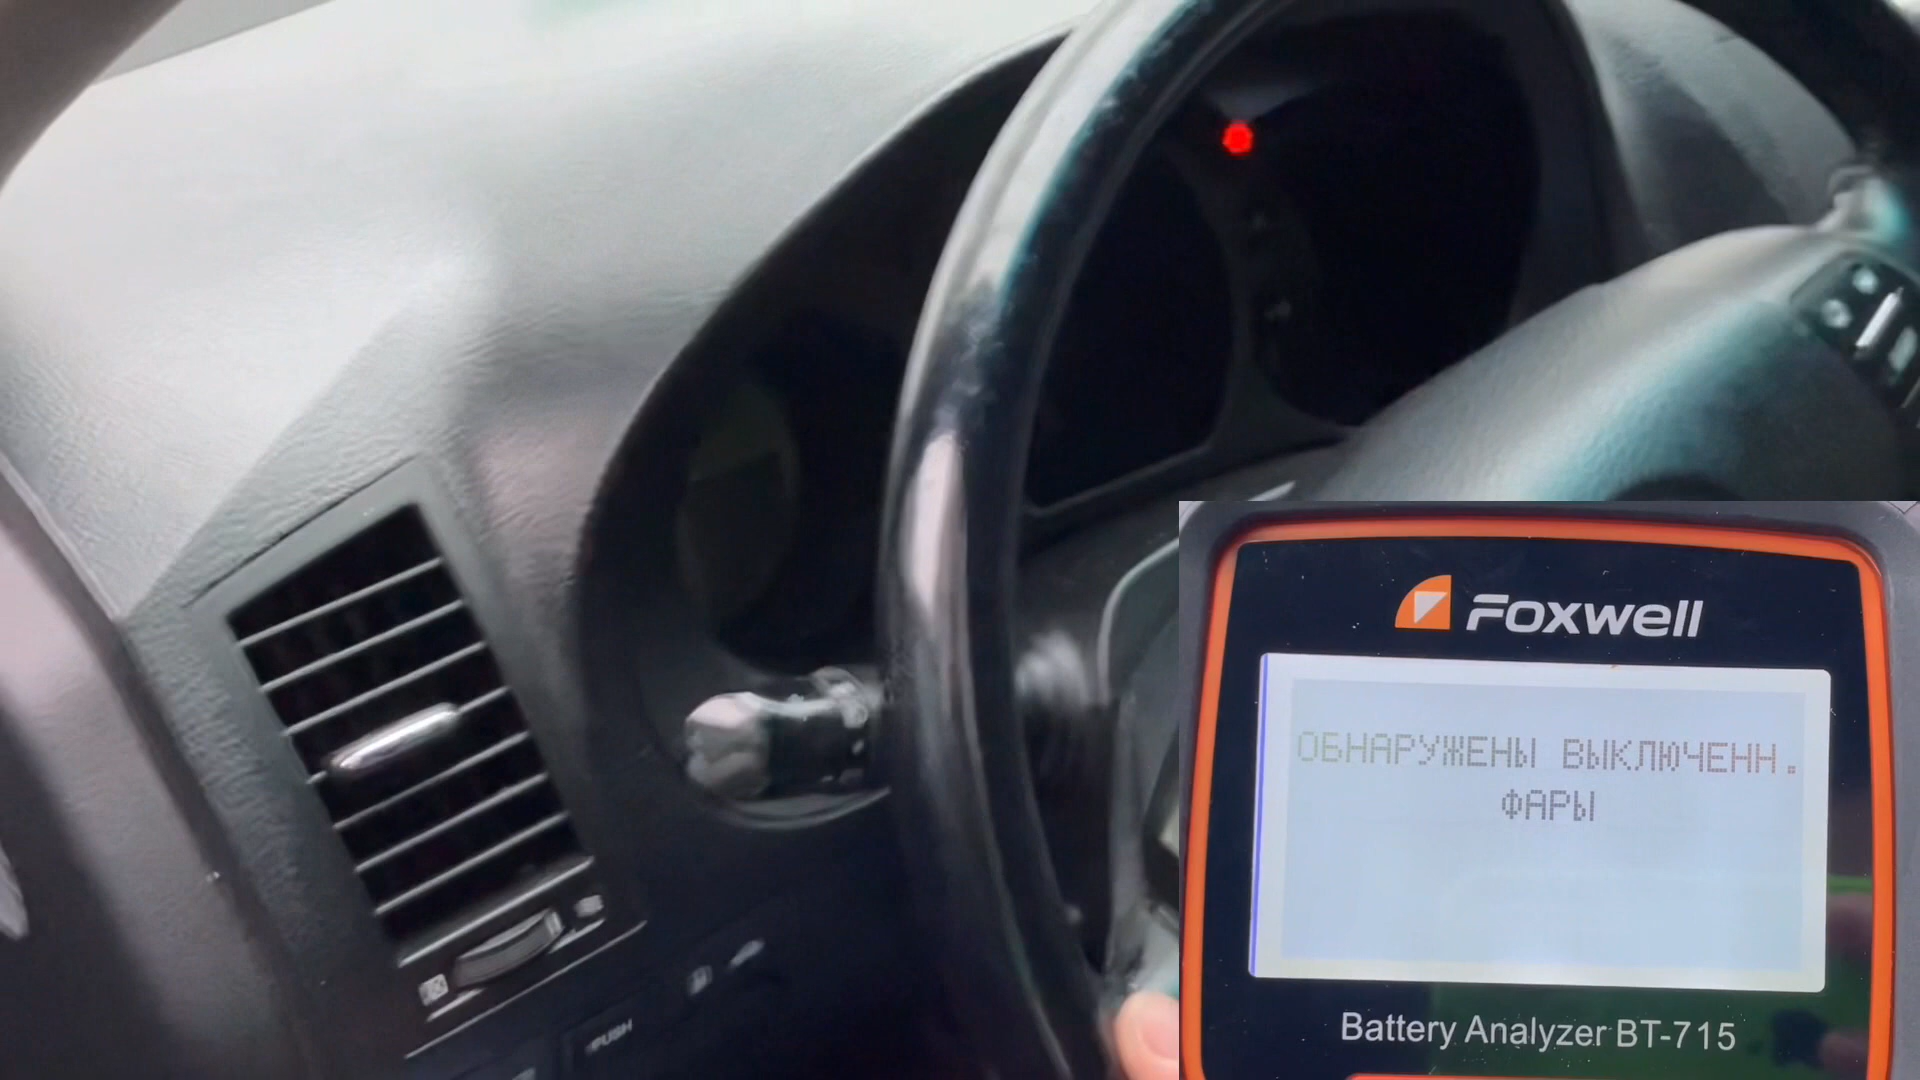 FOXWELL
ОБНАРУЖЕНЫ ВЫКЛЮЧЕНН.
ФАРЫ
Battery Analyzer BT-715
PUSH